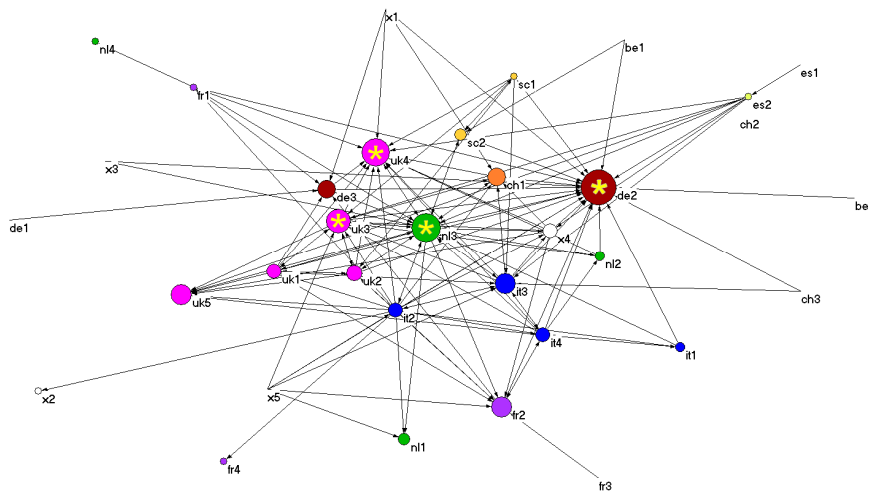 x1
nl4
be1
es1
sc1
fr1
es2
ch2
sc2
uk4
x3
ch1
de3
de2
be
de1
uk3
nl3
x4
nl2
uk1
uk2
it3
uk5
ch3
it2
it4
it1
x2
x5
fr2
nl1
fr4
fr3